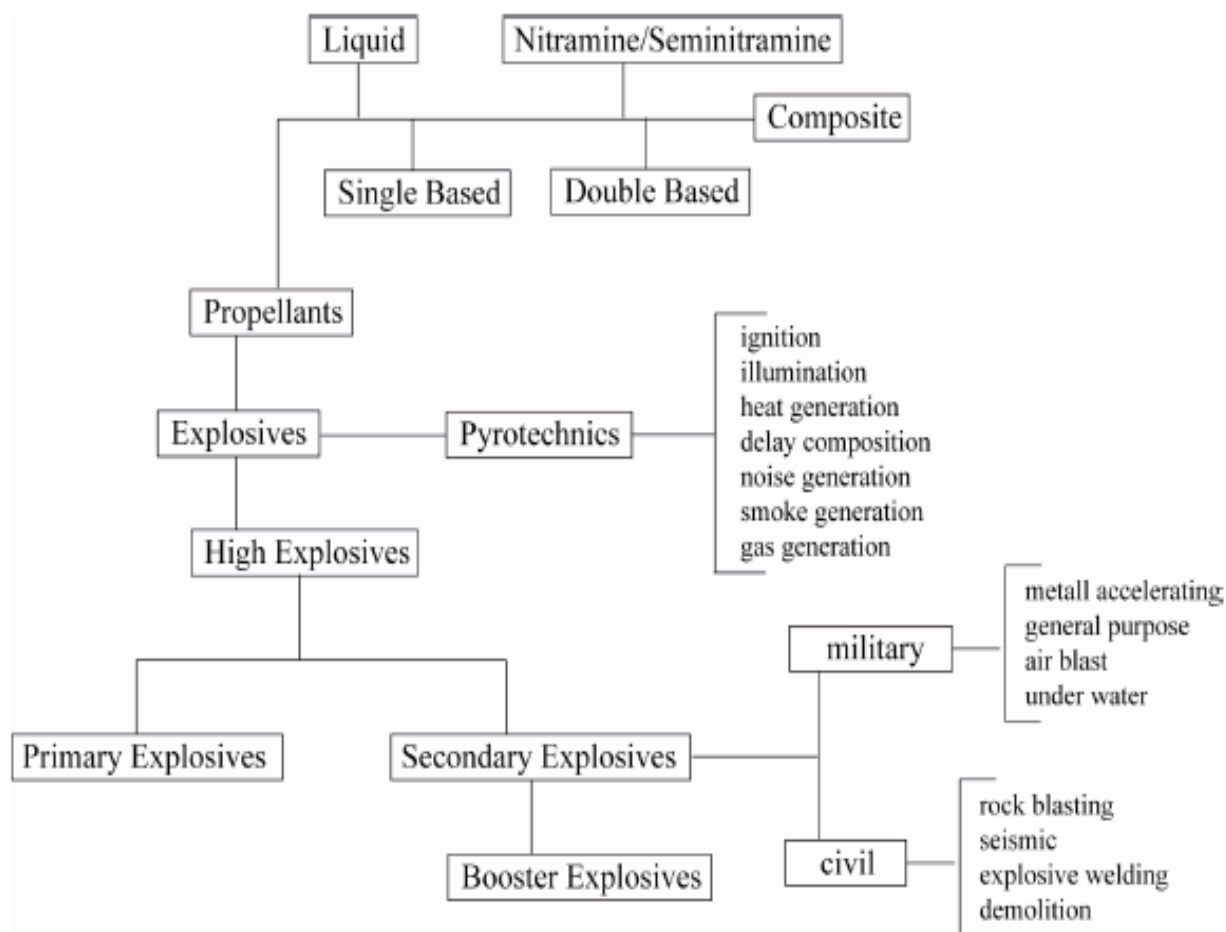 Liquid
Nitramine/Seminitramine
Composite
Single Based
Double Based
Propellants
ignition
illumination
heat generation
delay composition
noise generation
smoke generation
gas generation
Explosives
Pyrotechnics
High Explosives
metall accelerating
general purpose
air blast
under water
military
Primary Explosives
Secondary Explosives
rock blasting
seismic
explosive welding
demolition
civil
Booster Explosives